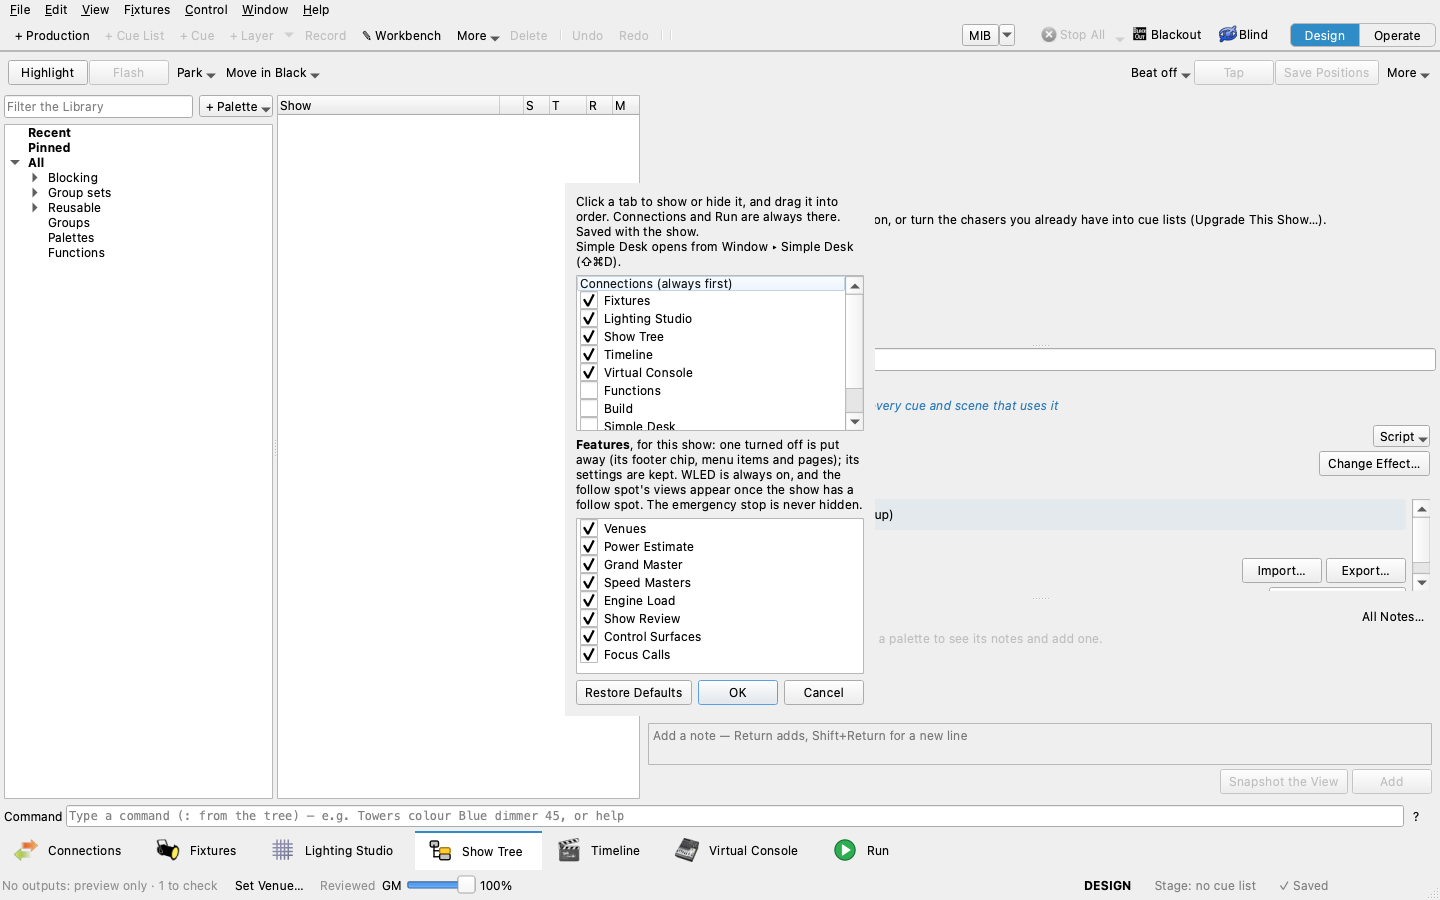 File Edit View Fixtures Control Window Help
+ Production + Cue List + Cue + Layer Record ✎ Workbench More Delete Undo Redo MIB Stop All Blackout Blind Design Operate
Highlight Flash Park Move in Black Beat off Tap Save Positions More
Filter the Library + Palette
Show S T R M
Recent
Pinned
All
Blocking
Group sets
Reusable
Groups
Palettes
Functions
Click a tab to show or hide it, and drag it into
order. Connections and Run are always there.
Saved with the show.
Simple Desk opens from Window ‣ Simple Desk
(⇧⌘D).
on, or turn the chasers you already have into cue lists (Upgrade This Show...).
Connections (always first)
Fixtures
Lighting Studio
Show Tree
Timeline
Virtual Console
Functions
Build
Simple Desk
every cue and scene that uses it
Script
Change Effect...
Features, for this show: one turned off is put
away (its footer chip, menu items and pages); its
settings are kept. WLED is always on, and the
follow spot's views appear once the show has a
follow spot. The emergency stop is never hidden.
up)
Venues
Power Estimate
Grand Master
Speed Masters
Engine Load
Show Review
Control Surfaces
Focus Calls
Import... Export...
All Notes...
a palette to see its notes and add one.
Restore Defaults OK Cancel
Add a note — Return adds, Shift+Return for a new line
Snapshot the View Add
Command Type a command (: from the tree) — e.g. Towers colour Blue dimmer 45, or help ?
Connections Fixtures Lighting Studio Show Tree Timeline Virtual Console Run
No outputs: preview only · 1 to check Set Venue... Reviewed GM 100% DESIGN Stage: no cue list ✓ Saved